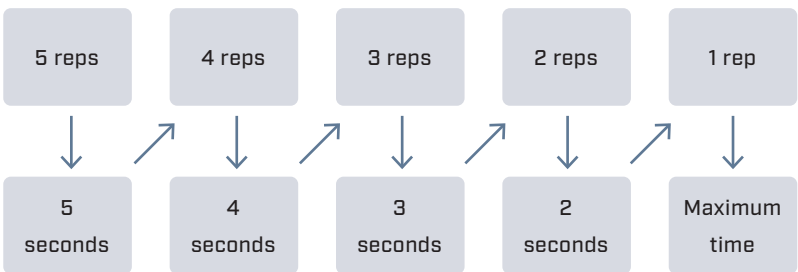 5 reps
4 reps
3 reps
2 reps
1 rep
5
seconds
4
seconds
3
seconds
2
seconds
Maximum
time